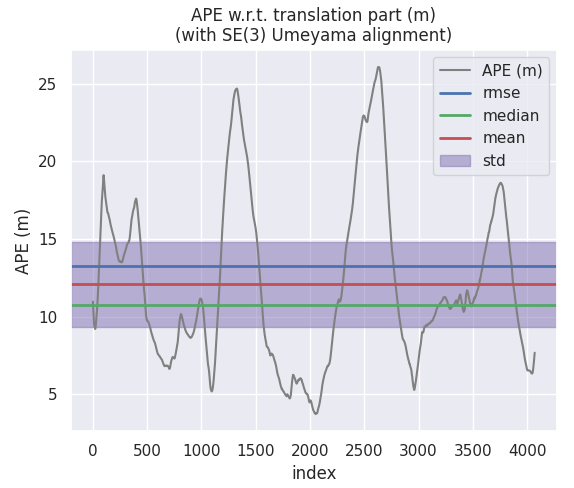 APE w.r.t. translation part (m)
(with SE(3) Umeyama alignment)
APE (m)
rmse
median
mean
std
APE (m)
25
20
15
10
5
0 500 1000 1500 2000 2500 3000 3500 4000
index